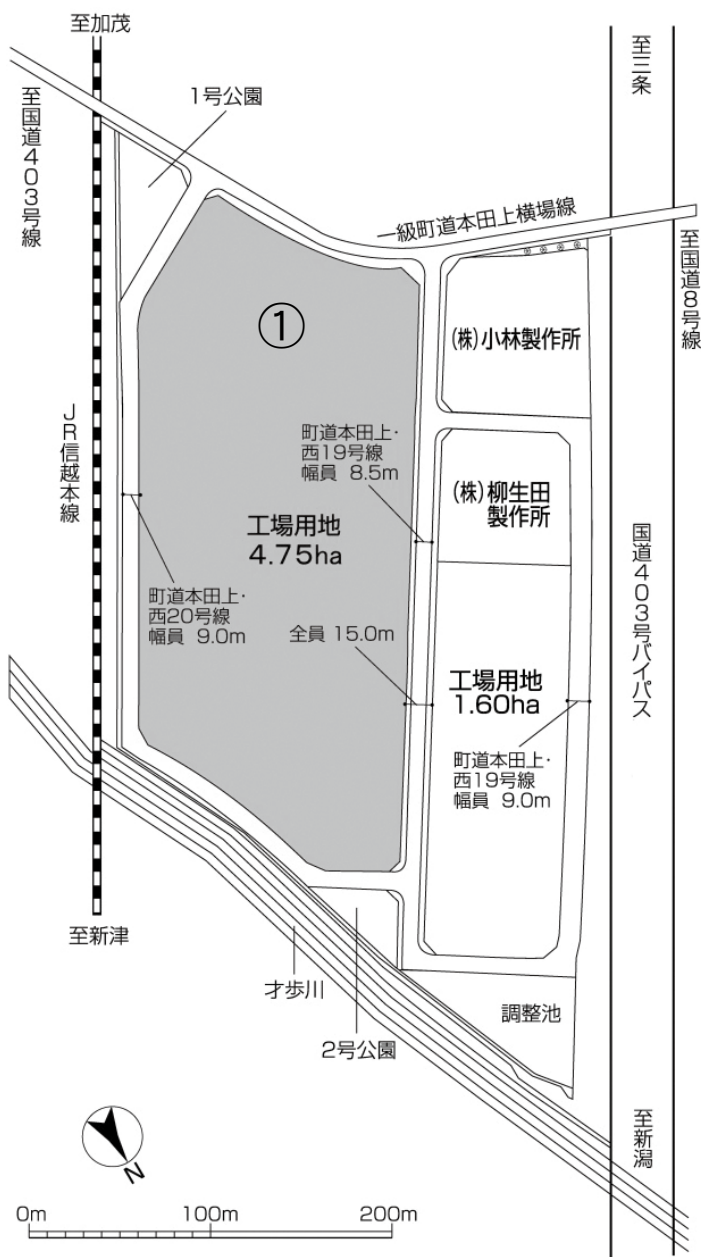 至加茂
至国道403号線
1号公園
至三条
一級町道本田上横場線
至国道8号線
①
(株)小林製作所
JR信越本線
町道本田上・
西19号線
幅員 8.5m
(株)柳生田
製作所
工場用地
4.75ha
国道403号バイパス
町道本田上・
西20号線
幅員 9.0m
全員 15.0m
工場用地
1.60ha
町道本田上・
西19号線
幅員 9.0m
至新津
才歩川
調整池
2号公園
至新潟
N
0m
100m
200m